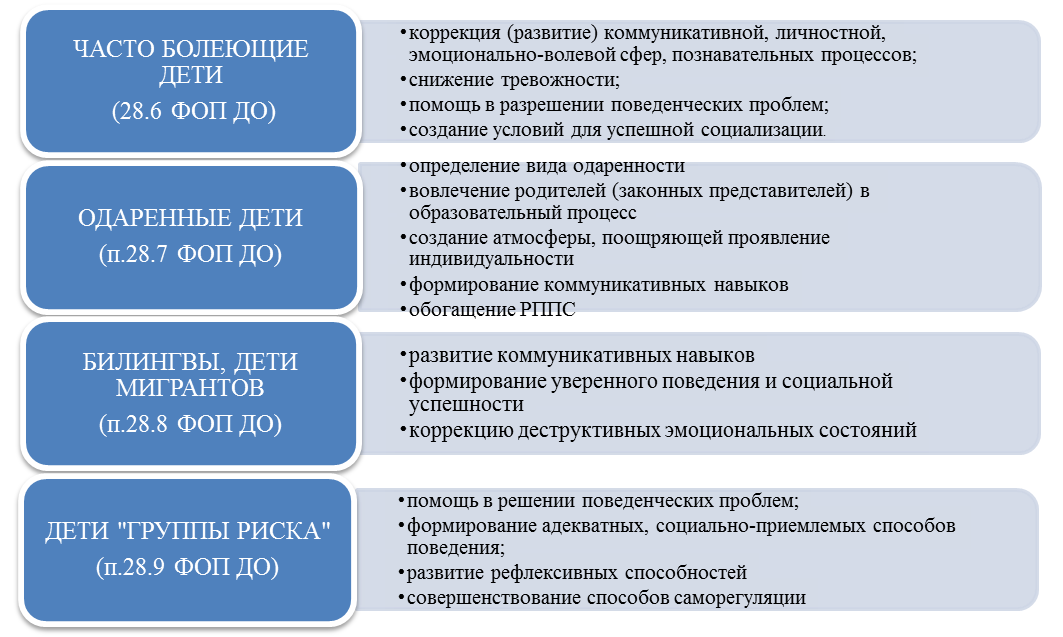 ЧАСТО БОЛЕЮЩИЕ
ДЕТИ
(28.6 ФОП ДО)
•коррекция (развитие) коммуникативной, личностной,
эмоционально-волевой сфер, познавательных процессов;
•снижение тревожности;
•помощь в разрешении поведенческих проблем;
•создание условий для успешной социализации.
ОДАРЕННЫЕ ДЕТИ
(п.28.7 ФОП ДО)
•определение вида одаренности
•вовлечение родителей (законных представителей) в
образовательный процесс
•создание атмосферы, поощряющей проявление
индивидуальности
•формирование коммуникативных навыков
•обогащение РППС
БИЛИНГВЫ, ДЕТИ
МИГРАНТОВ
(п.28.8 ФОП ДО)
•развитие коммуникативных навыков
•формирование уверенного поведения и социальной
успешности
•коррекцию деструктивных эмоциональных состояний
ДЕТИ "ГРУППЫ РИСКА"
(п.28.9 ФОП ДО)
•помощь в решении поведенческих проблем;
•формирование адекватных, социально-приемлемых способов
поведения;
•развитие рефлексивных способностей
•совершенствование способов саморегуляции